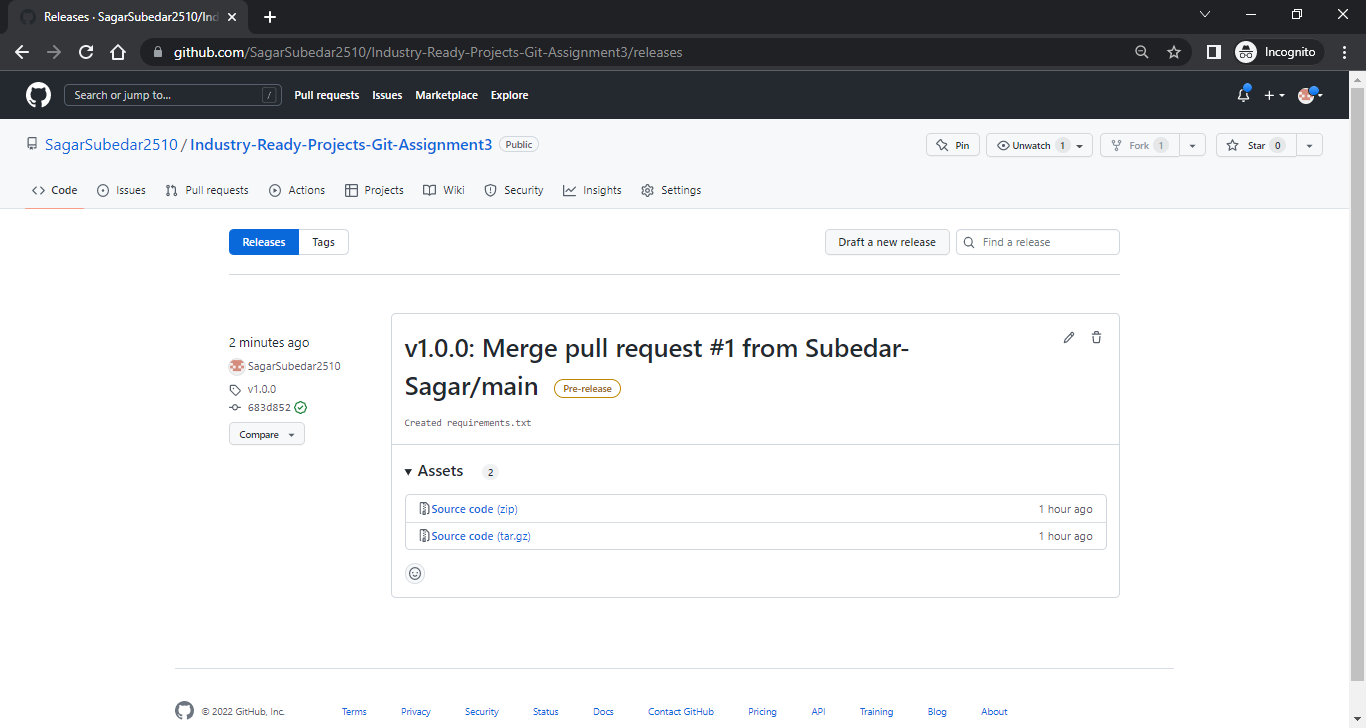 Releases · SagarSubedar2510/Ind
github.com/SagarSubedar2510/Industry-Ready-Projects-Git-Assignment3/releases
Incognito
Search or jump to...
/
Pull requests
Issues
Marketplace
Explore
SagarSubedar2510 / Industry-Ready-Projects-Git-Assignment3
Public
Pin
Unwatch 1
Fork 1
Star 0
Code
Issues
Pull requests
Actions
Projects
Wiki
Security
Insights
Settings
Releases
Tags
Draft a new release
Find a release
2 minutes ago
SagarSubedar2510
v1.0.0
683d852
Compare
v1.0.0: Merge pull request #1 from Subedar-
Sagar/main
Pre-release
Created requirements.txt
Assets 2
Source code (zip)
1 hour ago
Source code (tar.gz)
1 hour ago
© 2022 GitHub, Inc.
Terms
Privacy
Security
Status
Docs
Contact GitHub
Pricing
API
Training
Blog
About